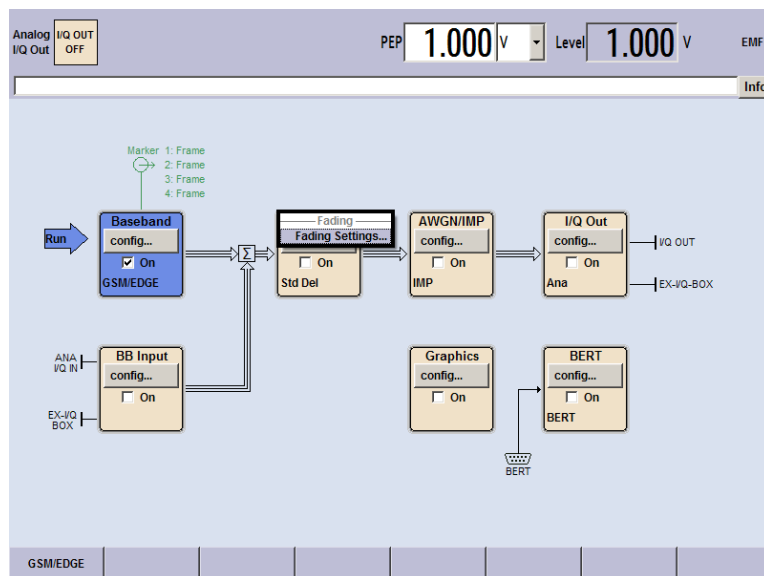 Analog I/Q OUT
I/Q Out OFF
PEP 1.000 V Level 1.000 V EMF
Info
Marker 1: Frame
2: Frame
3: Frame
4: Frame
Run
Baseband
config...
On
GSM/EDGE
Σ
Fading
Fading Settings...
On
Std Del
AWGN/IMP
config...
On
IMP
I/Q Out
config...
On
Ana
I/Q OUT
EX-I/Q-BOX
ANA
I/Q IN
EX-I/Q
BOX
BB Input
config...
On
Graphics
config...
On
BERT
config...
On
BERT
BERT
GSM/EDGE